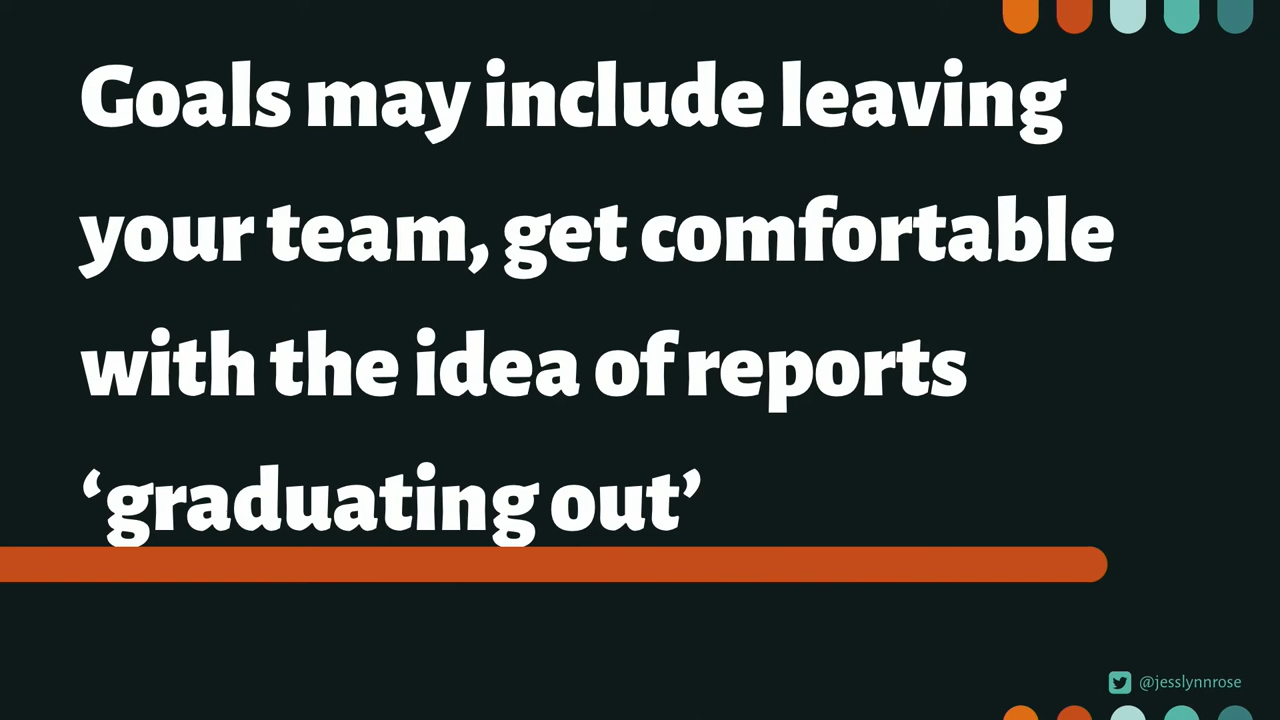 Goals may include leaving
your team, get comfortable
with the idea of reports
‘graduating out’
@jesslynnrose